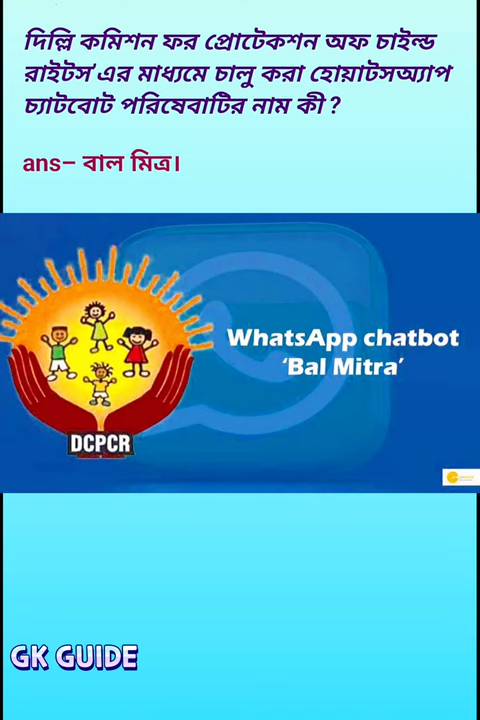 দিল্লি কমিশন ফর প্রোটেকশন অফ চাইল্ড
রাইটস'এর মাধ্যমে চালু করা হোয়াটসঅ্যাপ
চ্যাটবোট পরিষেবাটির নাম কী ?
ans– বাল মিত্র।
WhatsApp chatbot
‘Bal Mitra’
DCPCR
GK GUIDE